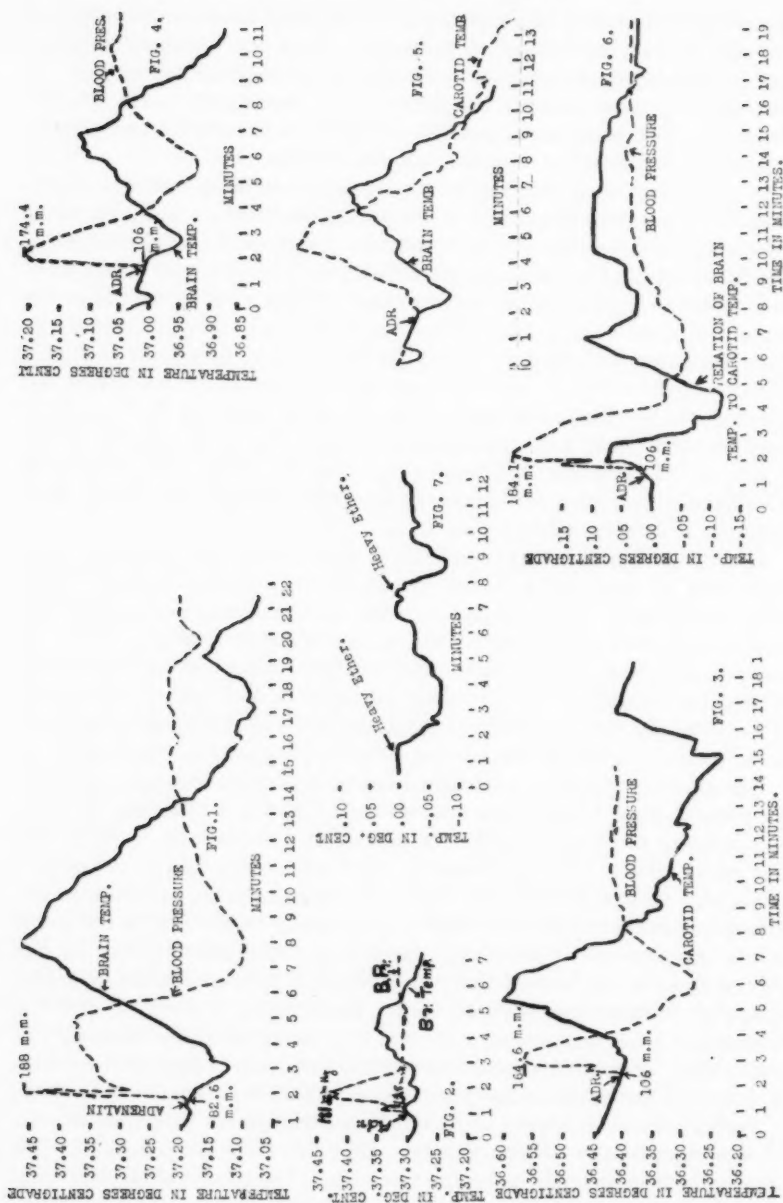 TEMPERATURE IN DEGREES CENTIGRADE
37.45
37.40
37.35
37.30
37.25
37.20
37.15
37.10
37.05
188 m.m.
ADRENALIN
82.6
m.m.
BRAIN TEMP.
BLOOD PRESSURE
FIG.1.
MINUTES
1 2 3 4 5 6 7 8 9 10 11 12 13 14 15 16 17 18 19 20 21 22
TEMP. IN DEG. CENT.
37.45
37.40
37.35
37.30
37.25
37.20
B.P.
Br. Temp
FIG. 2.
0 1 2 3 4 5 6 7
TEMP. IN DEGREES CENTIGRADE
36.60
36.55
36.50
36.45
36.40
36.35
36.30
36.25
36.20
164.6 m.m.
ADR.
106 m.m.
BLOOD PRESSURE
CAROTID TEMP.
FIG. 3.
0 1 2 3 4 5 6 7 8 9 10 11 12 13 14 15 16 17 18 1
TIME IN MINUTES.
TEMPERATURE IN DEGREES CENTI
37.20
37.15
37.10
37.05
37.00
36.95
36.90
36.85
174.4
m.m.
ADR
106
m.m.
BRAIN TEMP.
BLOOD PRES.
FIG. 4.
MINUTES
0 1 2 3 4 5 6 7 8 9 10 11
ADR
BRAIN TEMP
CAROTID TEMP
FIG. 5.
MINUTES
0 1 2 3 4 5 6 7 8 9 10 11 12 13
TEMP. IN DEG. CENT
.10
.05
.00
-.05
-.10
Heavy Ether.
Heavy Ether.
FIG. 7.
MINUTES
0 1 2 3 4 5 6 7 8 9 10 11 12
TEMP. IN DEGREES CENTIGRADE
.15
.10
.05
.00
-.05
-.10
-.15
184.1
m.m.
ADR.
106
m.m.
RELATION OF BRAIN
TEMP. TO CAROTID TEMP.
BLOOD PRESSURE
FIG. 6.
0 1 2 3 4 5 6 7 8 9 10 11 12 13 14 15 16 17 18 19
TIME IN MINUTES.